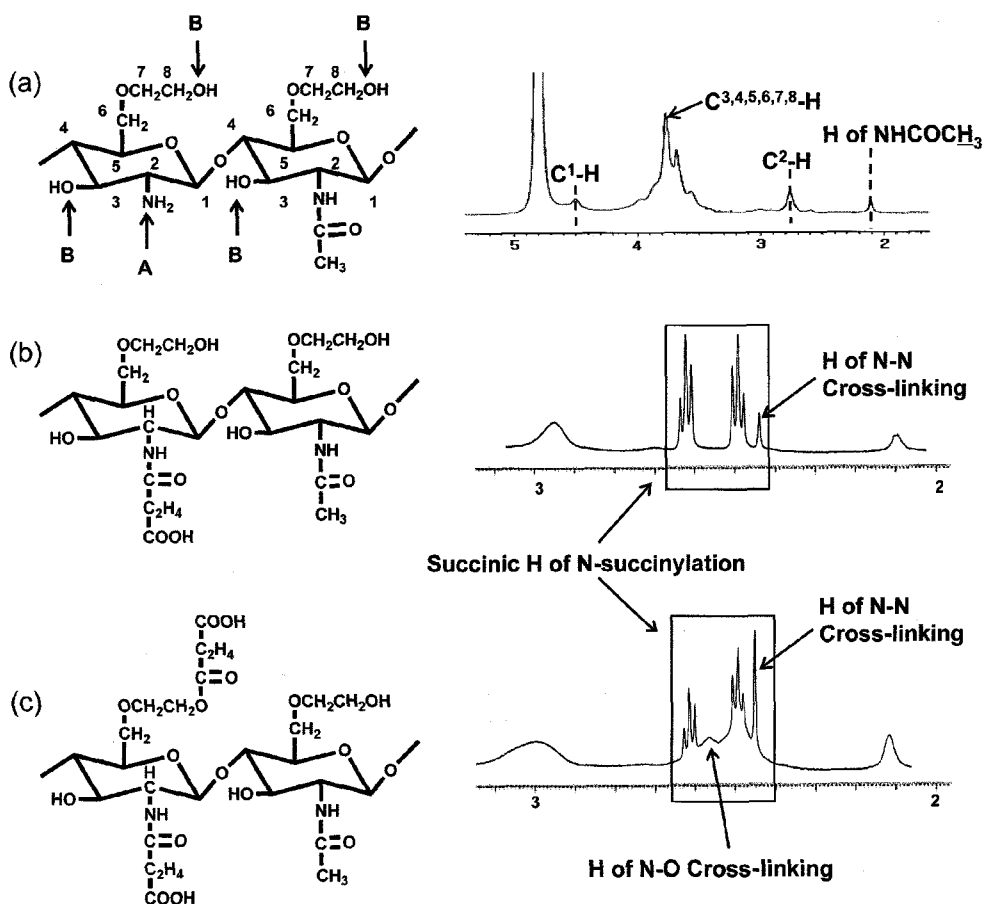 (a)
B
B
7 8
OCH₂CH₂OH
7 8
OCH₂CH₂OH
6
CH₂
6
CH₂
4
O
4
O
5
2
O
5
2
O
HO
3
NH₂
1
HO
3
NH
1
C=O
CH₃
B
A
B
C³,⁴,⁵,⁶,⁷,⁸-H
H of NHCOCH₃
C¹-H
C²-H
5 4 3 2
(b)
OCH₂CH₂OH
OCH₂CH₂OH
CH₂
CH₂
O
H
O
O
O
HO
NH
HO
NH
C=O
C=O
C₂H₄
CH₃
COOH
H of N-N
Cross-linking
3 2
Succinic H of N-succinylation
(c)
COOH
C₂H₄
C=O
OCH₂CH₂O
OCH₂CH₂OH
CH₂
CH₂
O
H
O
O
O
HO
NH
HO
NH
C=O
C=O
C₂H₄
CH₃
COOH
H of N-N
Cross-linking
3 2
H of N-O Cross-linking